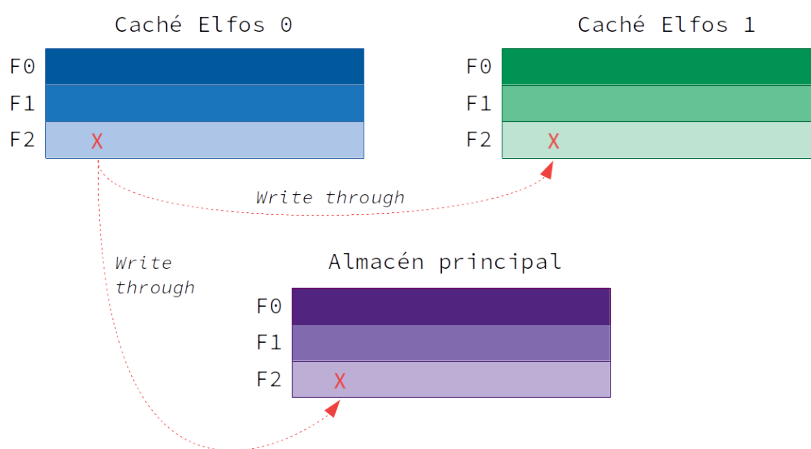 Caché Elfos 0
Caché Elfos 1
F0
F1
F2
X
F0
F1
F2
X
Write through
Write
through
Almacén principal
F0
F1
F2
X